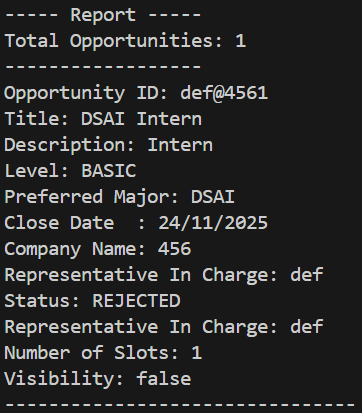 ----- Report -----
Total Opportunities: 1
------------------
Opportunity ID: def@4561
Title: DSAI Intern
Description: Intern
Level: BASIC
Preferred Major: DSAI
Close Date  : 24/11/2025
Company Name: 456
Representative In Charge: def
Status: REJECTED
Representative In Charge: def
Number of Slots: 1
Visibility: false
--------------------------------